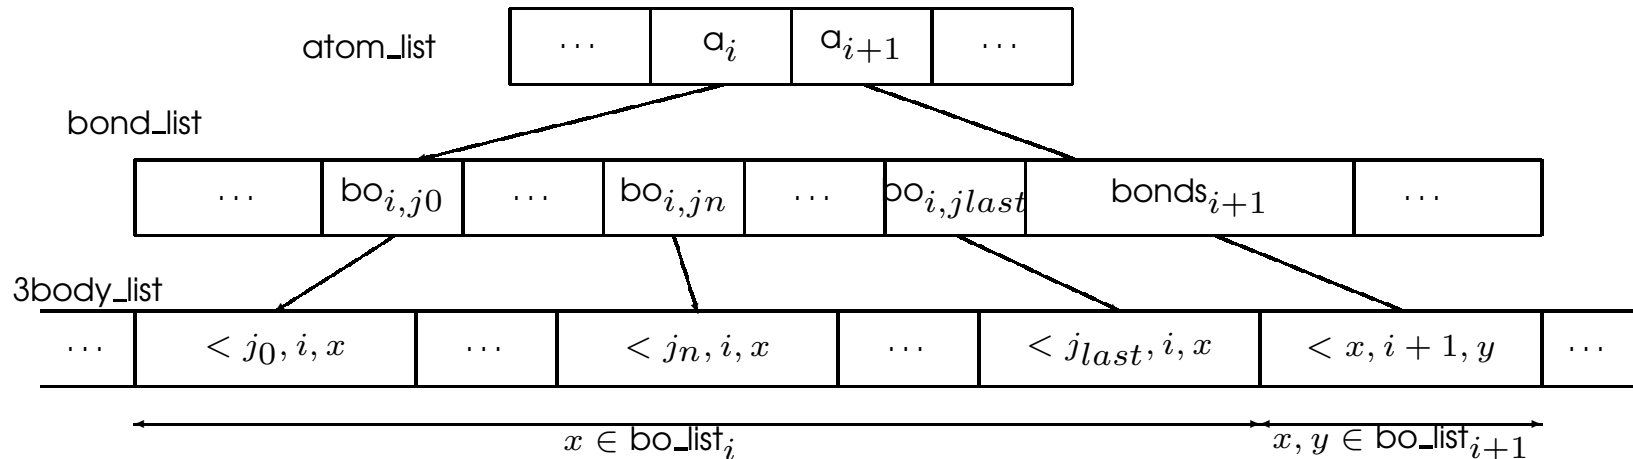 atom_list ... a_i a_{i+1} ...
bond_list
... bo_{i,j0} ... bo_{i,jn} ... bo_{i,jlast} bonds_{i+1} ...
3body_list
... < j_0, i, x ... < j_n, i, x ... < j_{last}, i, x < x, i + 1, y ...
x ∈ bo_list_i x, y ∈ bo_list_{i+1}